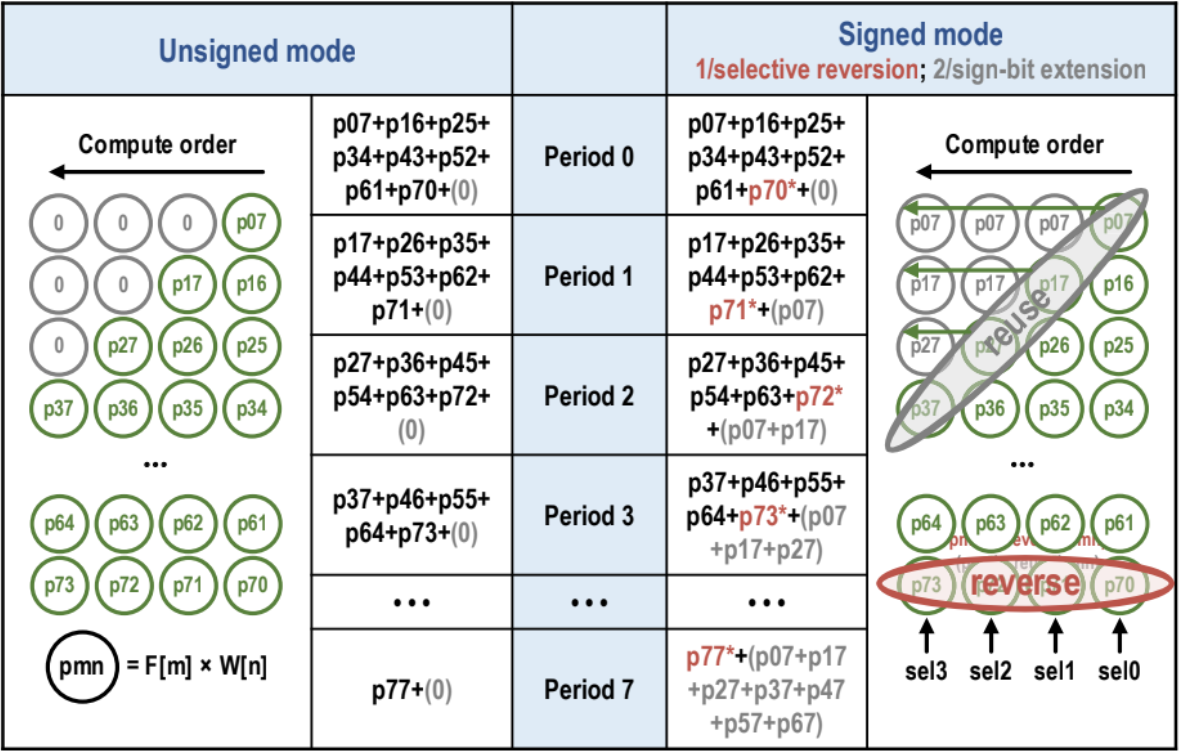 Unsigned mode
Signed mode
1/selective reversion; 2/sign-bit extension
Compute order
0 0 0 p07
0 0 p17 p16
0 p27 p26 p25
p37 p36 p35 p34
...
p64 p63 p62 p61
p73 p72 p71 p70
pmn = F[m] × W[n]
p07+p16+p25+
p34+p43+p52+
p61+p70+(0)
Period 0
p07+p16+p25+
p34+p43+p52+
p61+p70*+(0)
p17+p26+p35+
p44+p53+p62+
p71+(0)
Period 1
p17+p26+p35+
p44+p53+p62+
p71*+(p07)
p27+p36+p45+
p54+p63+p72+
(0)
Period 2
p27+p36+p45+
p54+p63+p72*
+(p07+p17)
p37+p46+p55+
p64+p73+(0)
Period 3
p37+p46+p55+
p64+p73*+(p07
+p17+p27)
... ... ...
p77+(0)
Period 7
p77*+(p07+p17
+p27+p37+p47
+p57+p67)
Compute order
p07 p07 p07 p07
p17 p17 p17 p16
p27 p26 p25
p37 p36 p35 p34
reuse
...
p64 p63 p62 p61
p73 p70
reverse
sel3 sel2 sel1 sel0